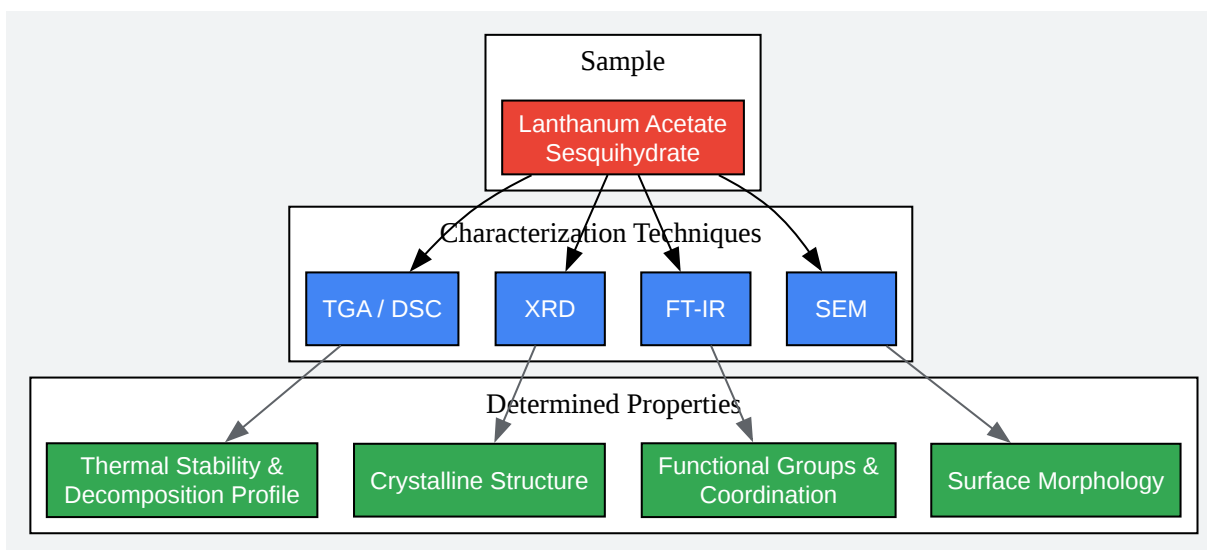 Sample
Lanthanum Acetate
Sesquihydrate
Characterization Techniques
TGA / DSC
XRD
FT-IR
SEM
Determined Properties
Thermal Stability &
Decomposition Profile
Crystalline Structure
Functional Groups &
Coordination
Surface Morphology